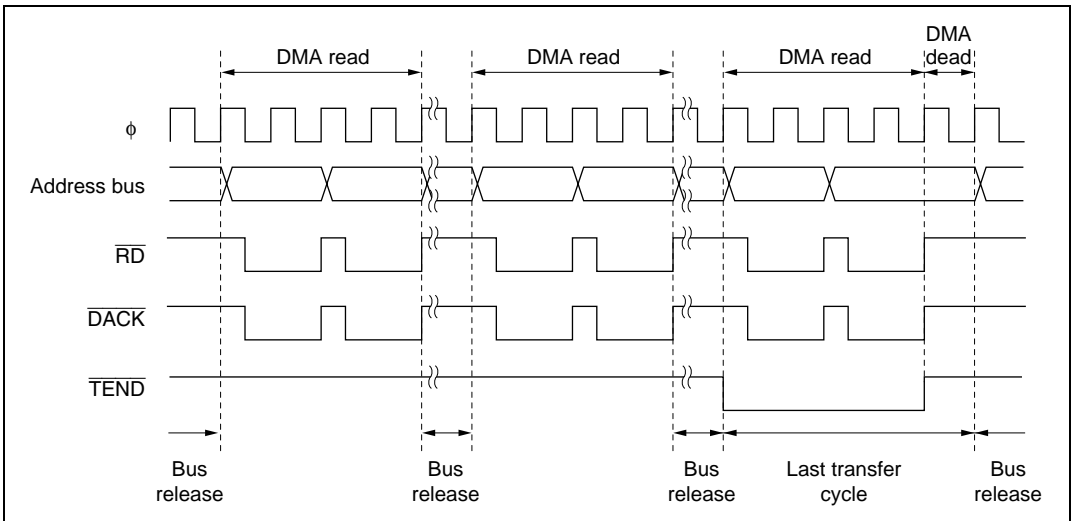 DMA read
DMA read
DMA read
DMA
dead
ϕ
Address bus
RD
DACK
TEND
Bus
release
Bus
release
Bus
release
Last transfer
cycle
Bus
release